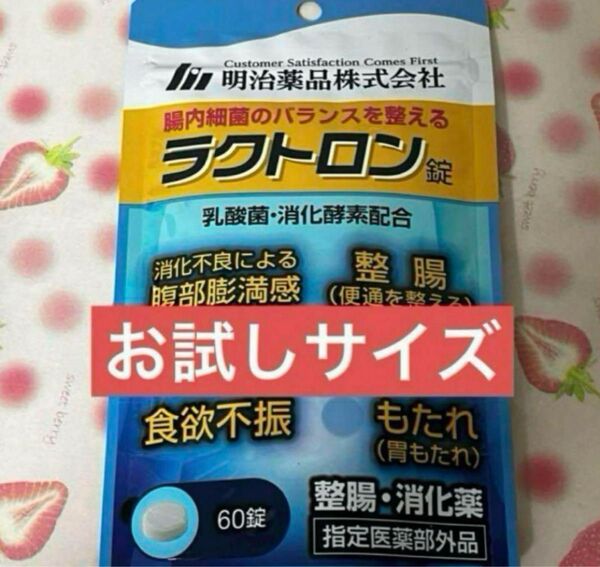 Customer Satisfaction Comes First
明治薬品株式会社
腸内細菌のバランスを整える
ラクトロン錠
乳酸菌・消化酵素配合
消化不良による
腹部膨満感
整腸
(便通を整える)
お試しサイズ
食欲不振
もたれ
(胃もたれ)
60錠
整腸・消化薬
指定医薬部外品
sweet berry